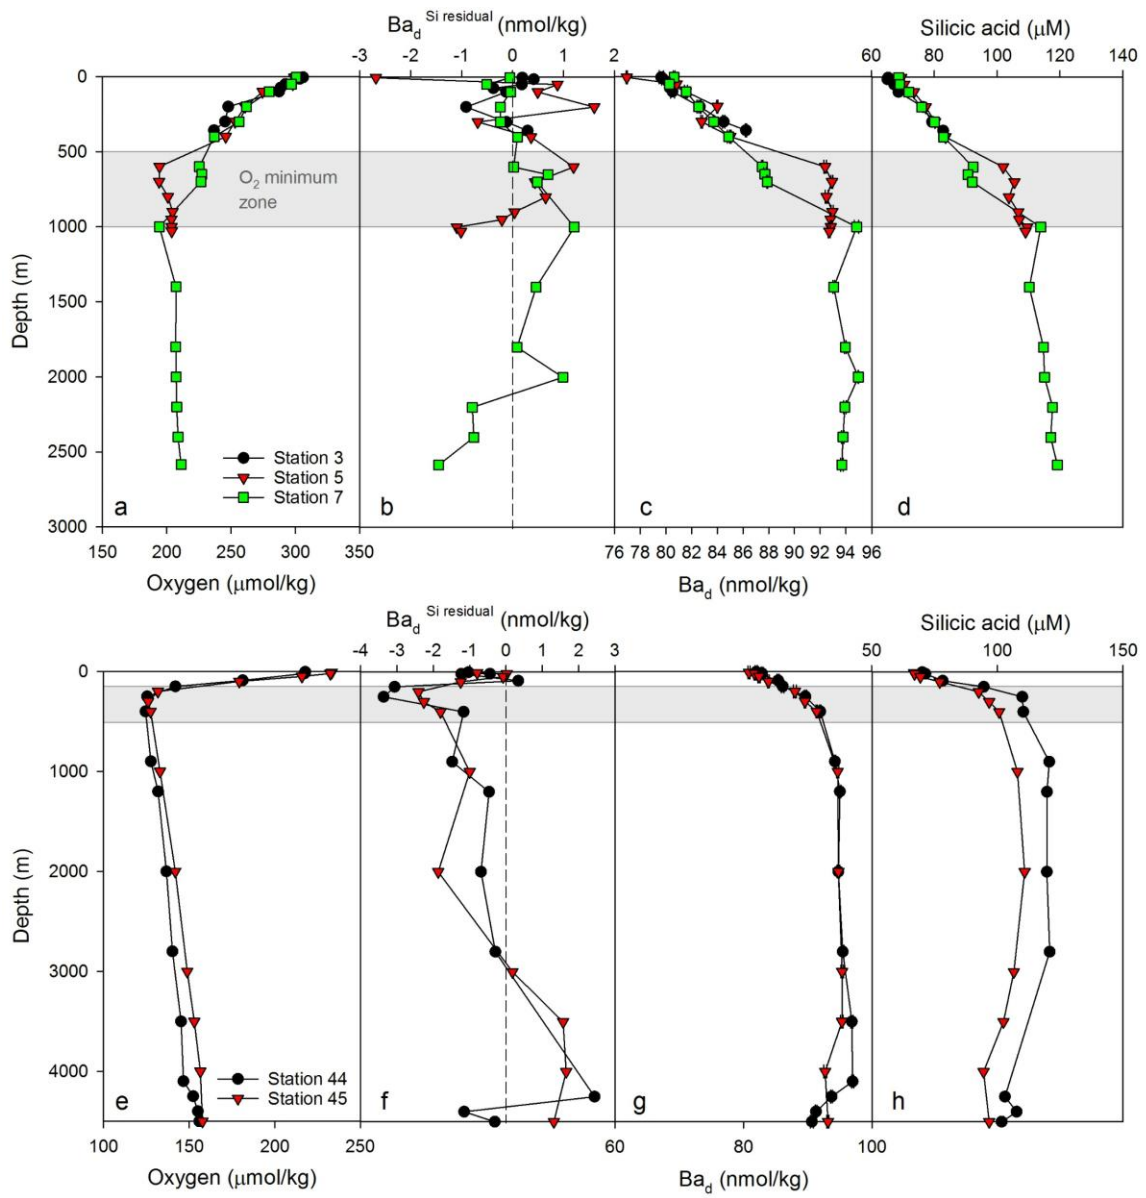 Ba_d ^Si residual (nmol/kg) Silicic acid (μM)
-3 -2 -1 0 1 2 60 80 100 120 140
0
500
1000
1500
2000
2500
3000
Depth (m)
O₂ minimum
zone
Station 3
Station 5
Station 7
a b c d
150 200 250 300 350 76 78 80 82 84 86 88 90 92 94 96
Oxygen (μmol/kg) Ba_d (nmol/kg)
Ba_d ^Si residual (nmol/kg) Silicic acid (μM)
-4 -3 -2 -1 0 1 2 3 50 100 150
0
1000
2000
3000
4000
Depth (m)
Station 44
Station 45
e f g h
100 150 200 250 60 80 100
Oxygen (μmol/kg) Ba_d (nmol/kg)